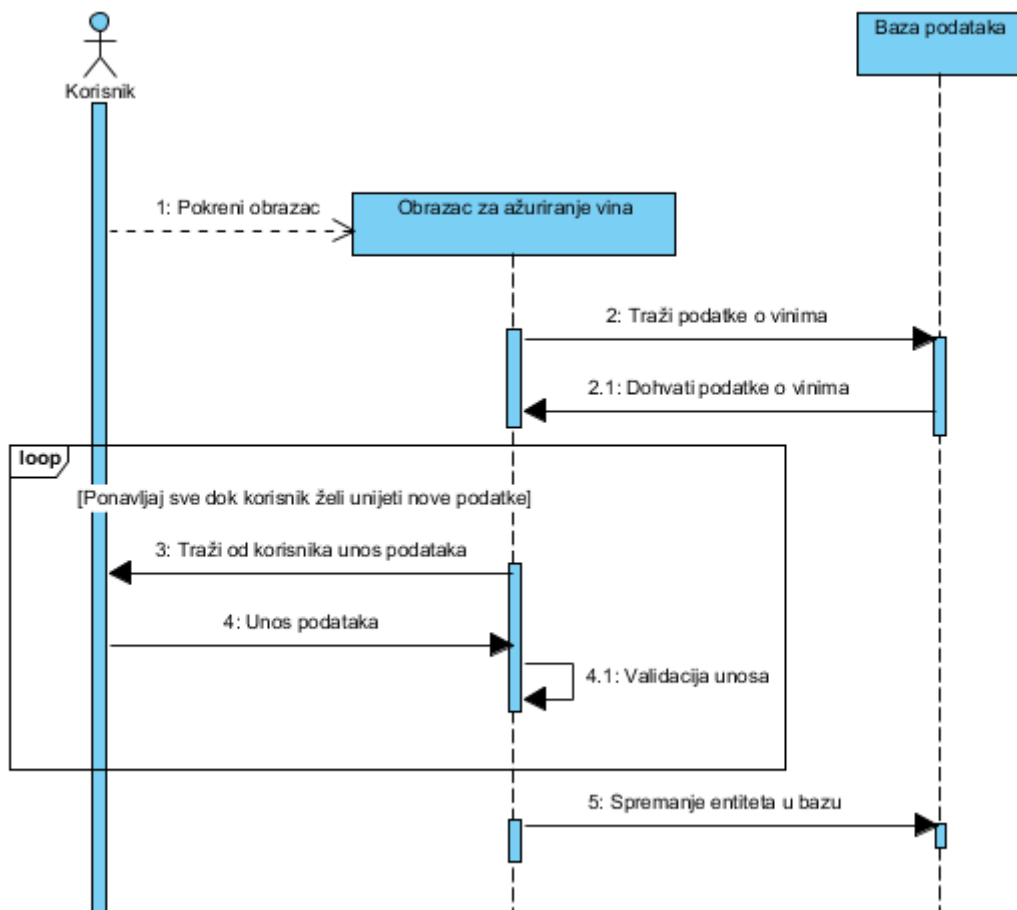 Baza podataka
Korisnik
1: Pokreni obrazac
Obrazac za ažuriranje vina
2: Traži podatke o vinima
2.1: Dohvati podatke o vinima
loop
[Ponavljaj sve dok korisnik želi unijeti nove podatke]
3: Traži od korisnika unos podataka
4: Unos podataka
4.1: Validacija unosa
5: Spremanje entiteta u bazu